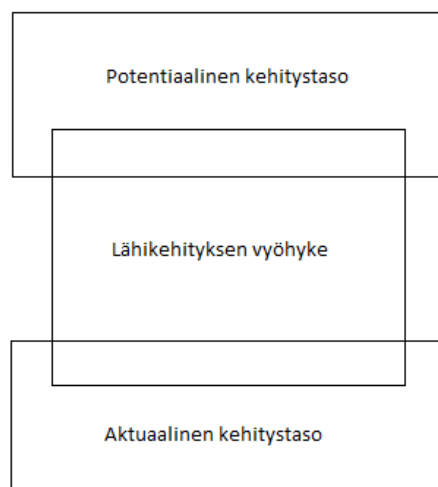 Potentiaalinen kehitystaso
Lähikehityksen vyöhyke
Aktuaalinen kehitystaso